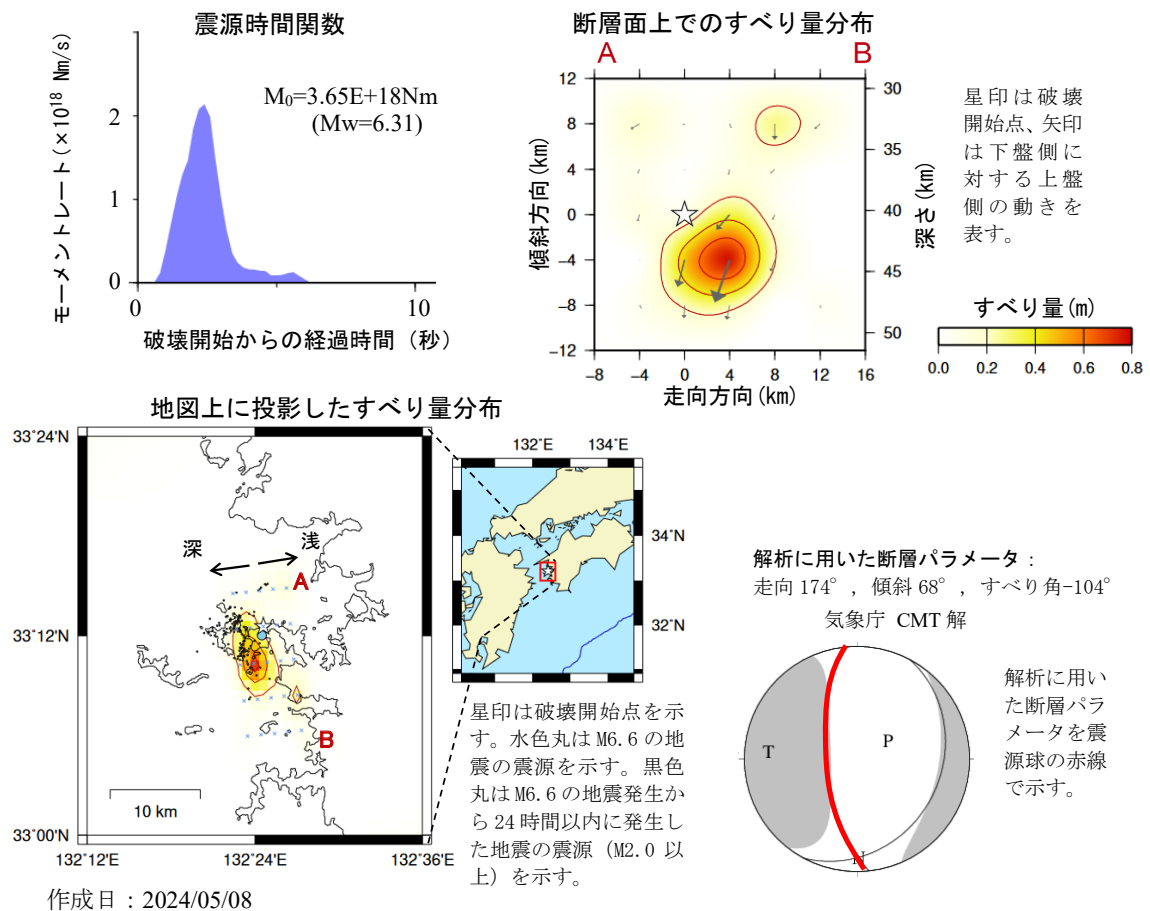 震源時間関数
モーメントレート(×10¹⁸ Nm/s)
2
1
0
M₀=3.65E+18Nm
(Mw=6.31)
0
10
破壊開始からの経過時間（秒）
断層面上でのすべり量分布
A
B
傾斜方向(km)
12
8
4
0
−4
−8
−12
30
35
40
45
50
深さ(km)
−8
−4
0
4
8
12
16
走向方向(km)
星印は破壊
開始点、矢印
は下盤側に
対する上盤
側の動きを
表す。
すべり量(m)
0.0
0.2
0.4
0.6
0.8
地図上に投影したすべり量分布
33˚24'N
33˚12'N
33˚00'N
深
浅
A
B
10 km
132˚12'E
132˚24'E
132˚36'E
132˚E
134˚E
34˚N
32˚N
星印は破壊開始点を示
す。水色丸は M6.6 の地
震の震源を示す。黒色
丸は M6.6 の地震発生か
ら 24 時間以内に発生し
た地震の震源（M2.0 以
上）を示す。
解析に用いた断層パラメータ：
走向 174°，傾斜 68°，すべり角−104°
気象庁 CMT 解
T
P
N
解析に用い
た断層パラ
メータを震
源球の赤線
で示す。
作成日：2024/05/08